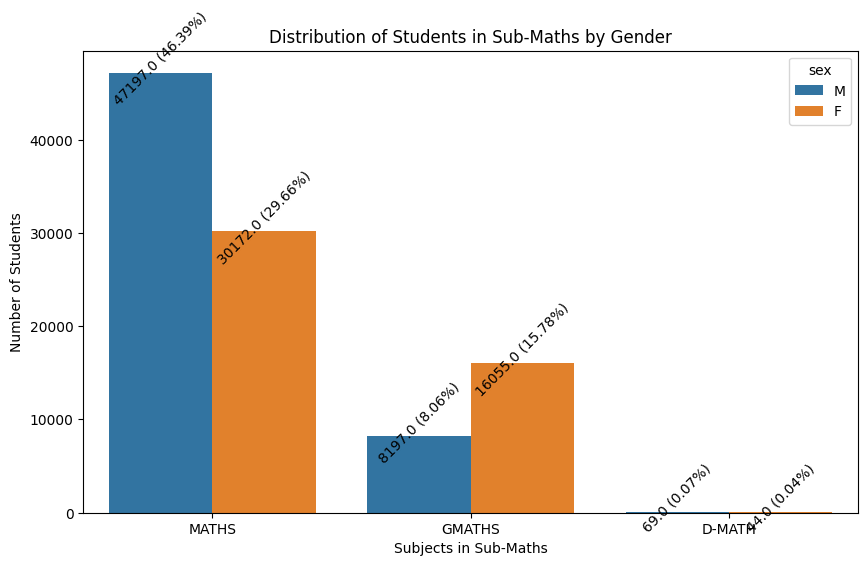 Distribution of Students in Sub-Maths by Gender
sex
M
F
Number of Students
40000
30000
20000
10000
0
47197.0 (46.39%)
30172.0 (29.66%)
8197.0 (8.06%)
16055.0 (15.78%)
69.0 (0.07%)
44.0 (0.04%)
MATHS
GMATHS
D-MATH
Subjects in Sub-Maths